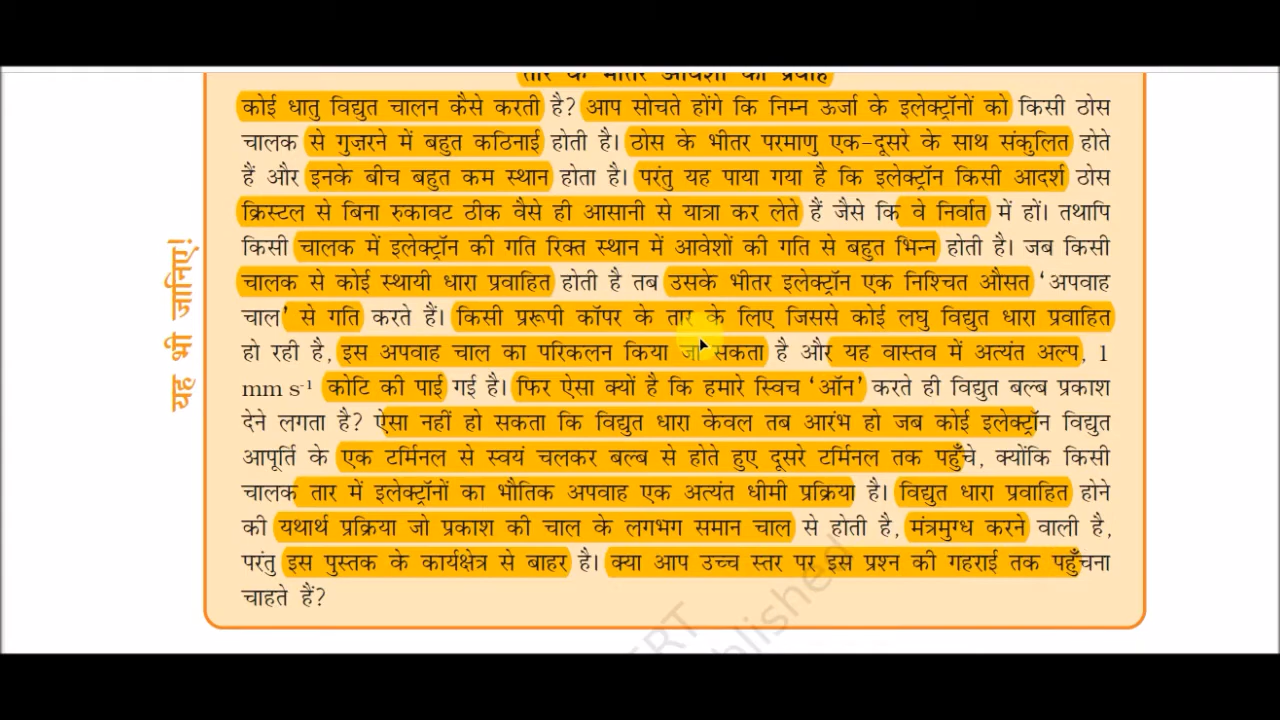 तार के भीतर आवेशों का प्रवाह
कोई धातु विद्युत चालन कैसे करती है? आप सोचते होंगे कि निम्न ऊर्जा के इलेक्ट्रॉनों को किसी ठोस
चालक से गुज़रने में बहुत कठिनाई होती है। ठोस के भीतर परमाणु एक-दूसरे के साथ संकुलित होते
हैं और इनके बीच बहुत कम स्थान होता है। परंतु यह पाया गया है कि इलेक्ट्रॉन किसी आदर्श ठोस
क्रिस्टल से बिना रुकावट ठीक वैसे ही आसानी से यात्रा कर लेते हैं जैसे कि वे निर्वात में हों। तथापि
किसी चालक में इलेक्ट्रॉन की गति रिक्त स्थान में आवेशों की गति से बहुत भिन्न होती है। जब किसी
चालक से कोई स्थायी धारा प्रवाहित होती है तब उसके भीतर इलेक्ट्रॉन एक निश्चित औसत ‘अपवाह
चाल’ से गति करते हैं। किसी प्ररूपी कॉपर के तार के लिए जिससे कोई लघु विद्युत धारा प्रवाहित
हो रही है, इस अपवाह चाल का परिकलन किया जा सकता है और यह वास्तव में अत्यंत अल्प, 1
mm s⁻¹ कोटि की पाई गई है। फिर ऐसा क्यों है कि हमारे स्विच ‘ऑन’ करते ही विद्युत बल्ब प्रकाश
देने लगता है? ऐसा नहीं हो सकता कि विद्युत धारा केवल तब आरंभ हो जब कोई इलेक्ट्रॉन विद्युत
आपूर्ति के एक टर्मिनल से स्वयं चलकर बल्ब से होते हुए दूसरे टर्मिनल तक पहुँचे, क्योंकि किसी
चालक तार में इलेक्ट्रॉनों का भौतिक अपवाह एक अत्यंत धीमी प्रक्रिया है। विद्युत धारा प्रवाहित होने
की यथार्थ प्रक्रिया जो प्रकाश की चाल के लगभग समान चाल से होती है, मंत्रमुग्ध करने वाली है,
परंतु इस पुस्तक के कार्यक्षेत्र से बाहर है। क्या आप उच्च स्तर पर इस प्रश्न की गहराई तक पहुँचना
चाहते हैं?
यह भी जानिए!